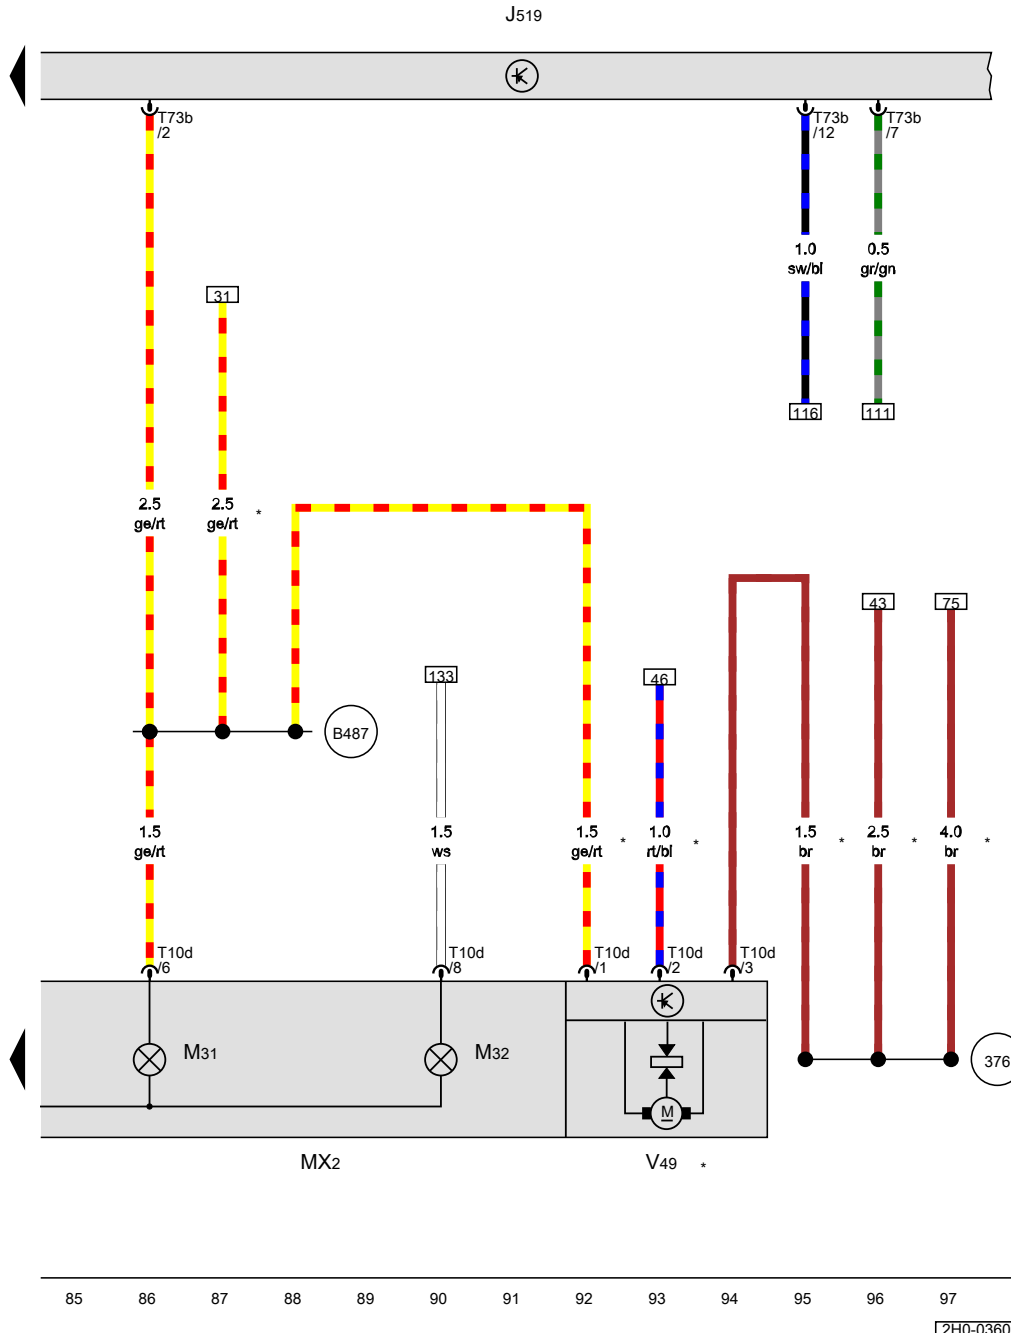 J519
T73b
/2
T73b
/12
T73b
/7
1.0
sw/bl
0.5
gr/gn
31
116
111
2.5
ge/rt
2.5
ge/rt
*
43
75
133
46
B487
1.5
ge/rt
1.5
ws
1.5
ge/rt
*
1.0
rt/bl
*
1.5
br
*
2.5
br
*
4.0
br
*
T10d
/6
T10d
/8
T10d
/1
T10d
/2
T10d
/3
M31
M32
376
M
MX2
V49
*
85 86 87 88 89 90 91 92 93 94 95 96 97
2H0-0360